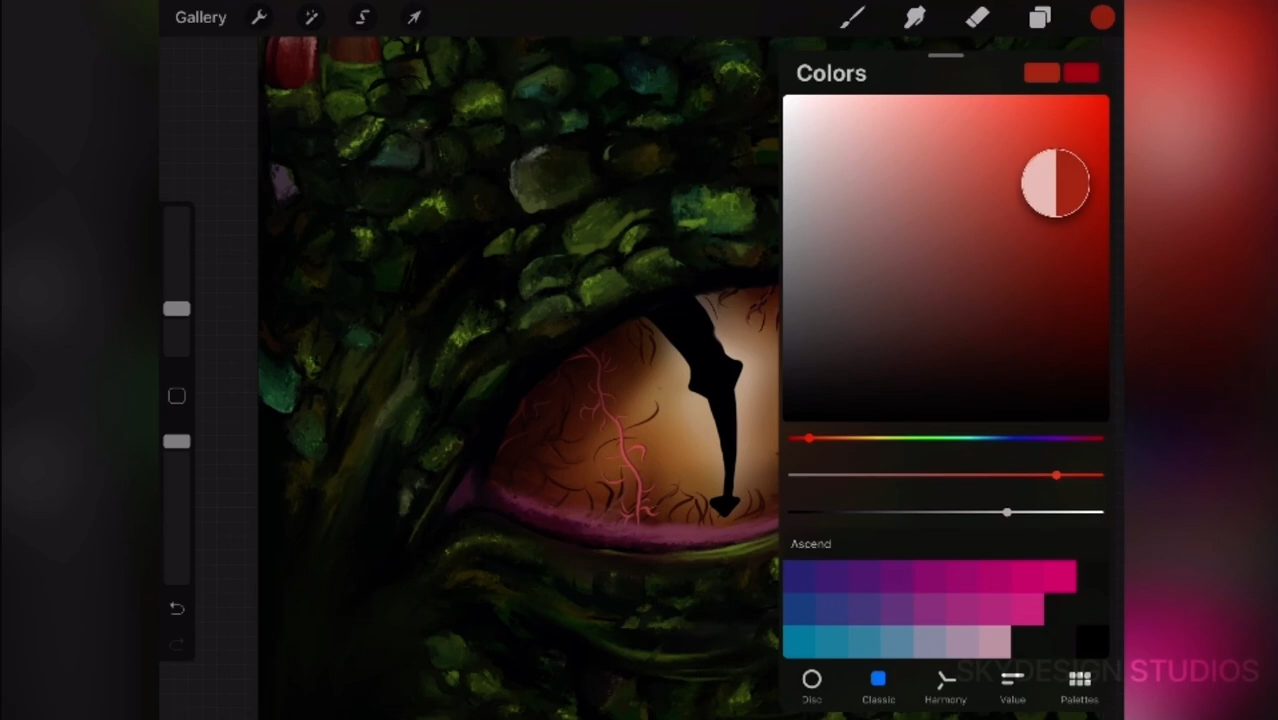 Gallery
Colors
Ascend
Disc
Classic
Harmony
Value
Palettes
SKYDESIGN STUDIOS